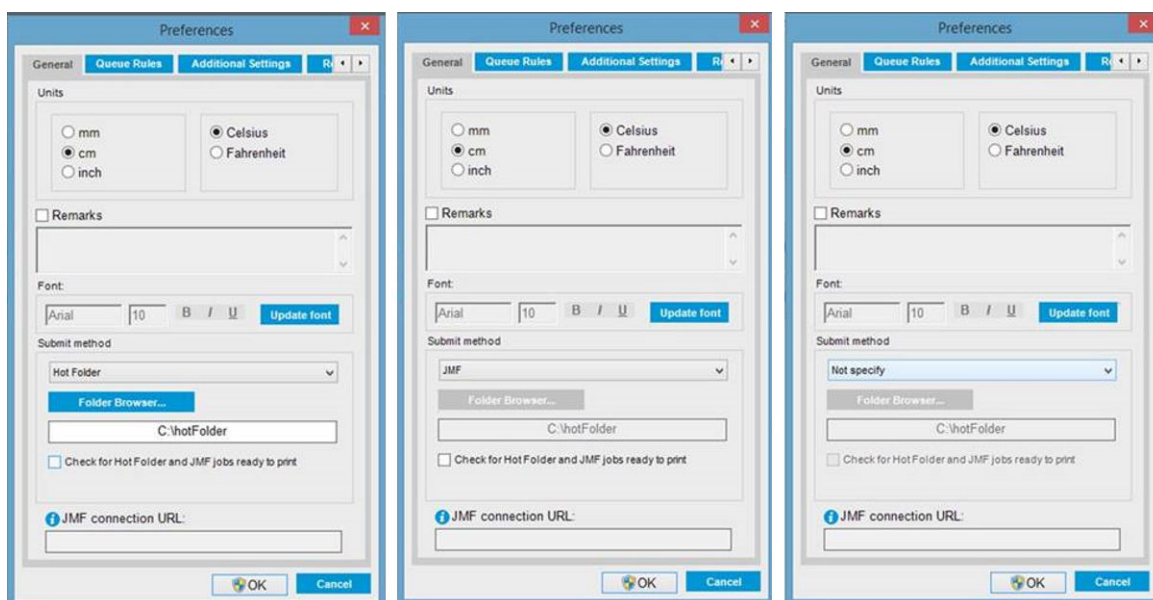 Preferences
General Queue Rules Additional Settings
Units
mm
cm
inch
Celsius
Fahrenheit
Remarks
Font:
Arial 10 B I U Update font
Submit method
Hot Folder
Folder Browser...
C:\hotFolder
Check for Hot Folder and JMF jobs ready to print
JMF connection URL:
OK Cancel
Preferences
General Queue Rules Additional Settings
Units
mm
cm
inch
Celsius
Fahrenheit
Remarks
Font:
Arial 10 B I U Update font
Submit method
JMF
Folder Browser...
C:\hotFolder
Check for Hot Folder and JMF jobs ready to print
JMF connection URL:
OK Cancel
Preferences
General Queue Rules Additional Settings
Units
mm
cm
inch
Celsius
Fahrenheit
Remarks
Font:
Arial 10 B I U Update font
Submit method
Not specify
Folder Browser...
C:\hotFolder
Check for Hot Folder and JMF jobs ready to print
JMF connection URL:
OK Cancel